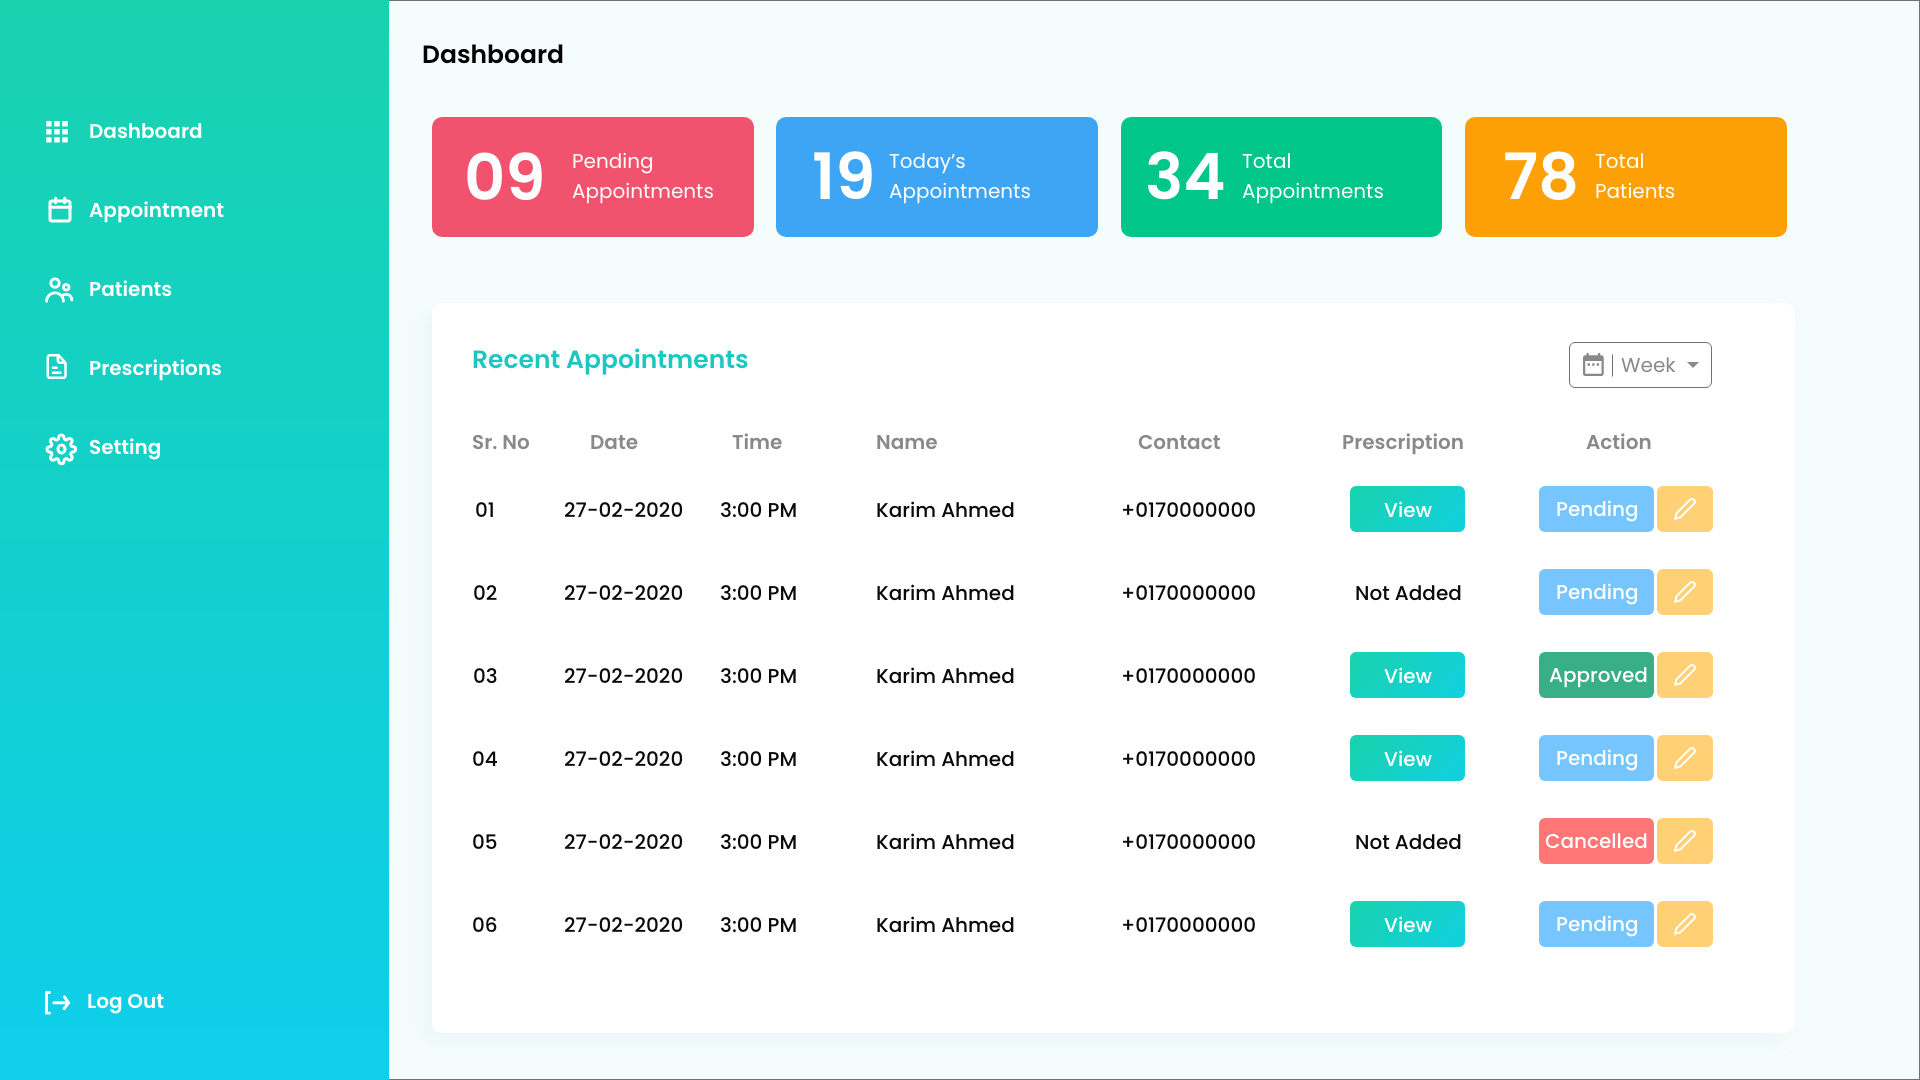 Dashboard
Appointment
Patients
Prescriptions
Setting
Log Out
Dashboard
09 Pending Appointments
19 Today’s Appointments
34 Total Appointments
78 Total Patients
Recent Appointments
Week
Sr. No Date Time Name Contact Prescription Action
01 27-02-2020 3:00 PM Karim Ahmed +0170000000 View Pending
02 27-02-2020 3:00 PM Karim Ahmed +0170000000 Not Added Pending
03 27-02-2020 3:00 PM Karim Ahmed +0170000000 View Approved
04 27-02-2020 3:00 PM Karim Ahmed +0170000000 View Pending
05 27-02-2020 3:00 PM Karim Ahmed +0170000000 Not Added Cancelled
06 27-02-2020 3:00 PM Karim Ahmed +0170000000 View Pending